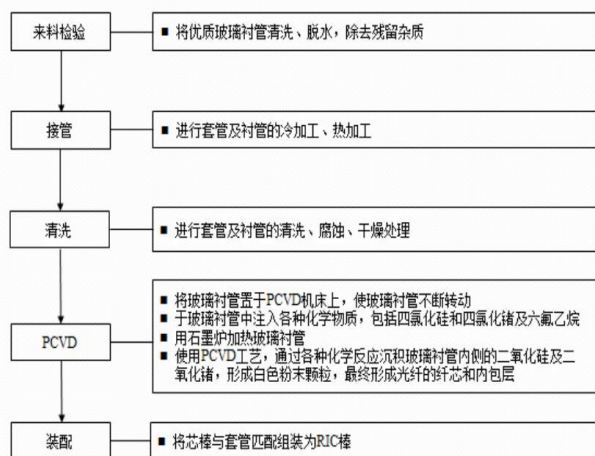 来料检验
■ 将优质玻璃衬管清洗、脱水，除去残留杂质
接管
■ 进行套管及衬管的冷加工、热加工
清洗
■ 进行套管及衬管的清洗、腐蚀、干燥处理
PCVD
■ 将玻璃衬管置于PCVD机床上，使玻璃衬管不断转动
■ 于玻璃衬管中注入各种化学物质，包括四氯化硅和四氯化锗及六氟乙烷
■ 用石墨炉加热玻璃衬管
■ 使用PCVD工艺，通过各种化学反应沉积玻璃衬管内侧的二氧化硅及二
氧化锗，形成白色粉末颗粒，最终形成光纤的纤芯和内包层
装配
■ 将芯棒与套管匹配组装为RIC棒